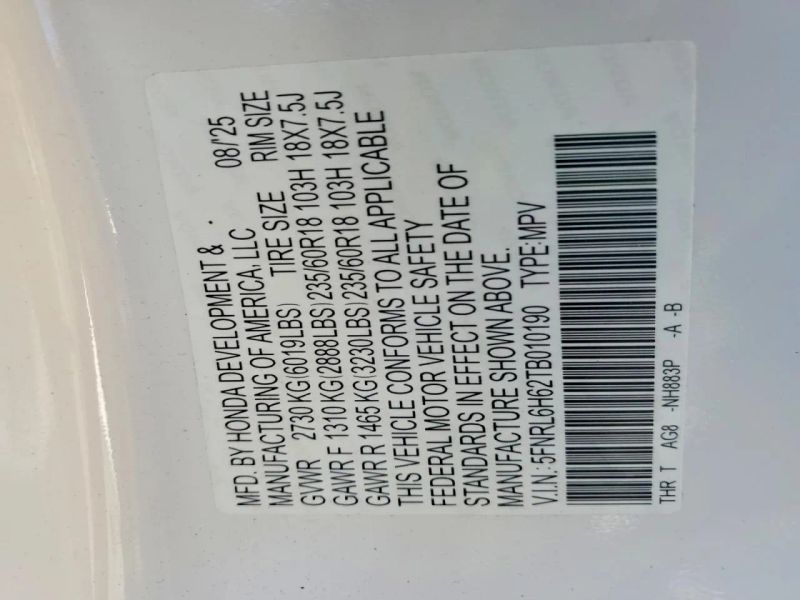 MFD. BY HONDA DEVELOPMENT & 08/'25
MANUFACTURING OF AMERICA, LLC
TIRE SIZE RIM SIZE
GVWR 2730 KG(6019LBS)
GAWR F 1310 KG(2888LBS)235/60R18 103H 18X7.5J
GAWR R 1465 KG(3230LBS)235/60R18 103H 18X7.5J
THIS VEHICLE CONFORMS TO ALL APPLICABLE
FEDERAL MOTOR VEHICLE SAFETY
STANDARDS IN EFFECT ON THE DATE OF
MANUFACTURE SHOWN ABOVE.
V.I.N.:5FNRL6H62TB010190 TYPE:MPV
THR T AG8 -NH883P -A -B